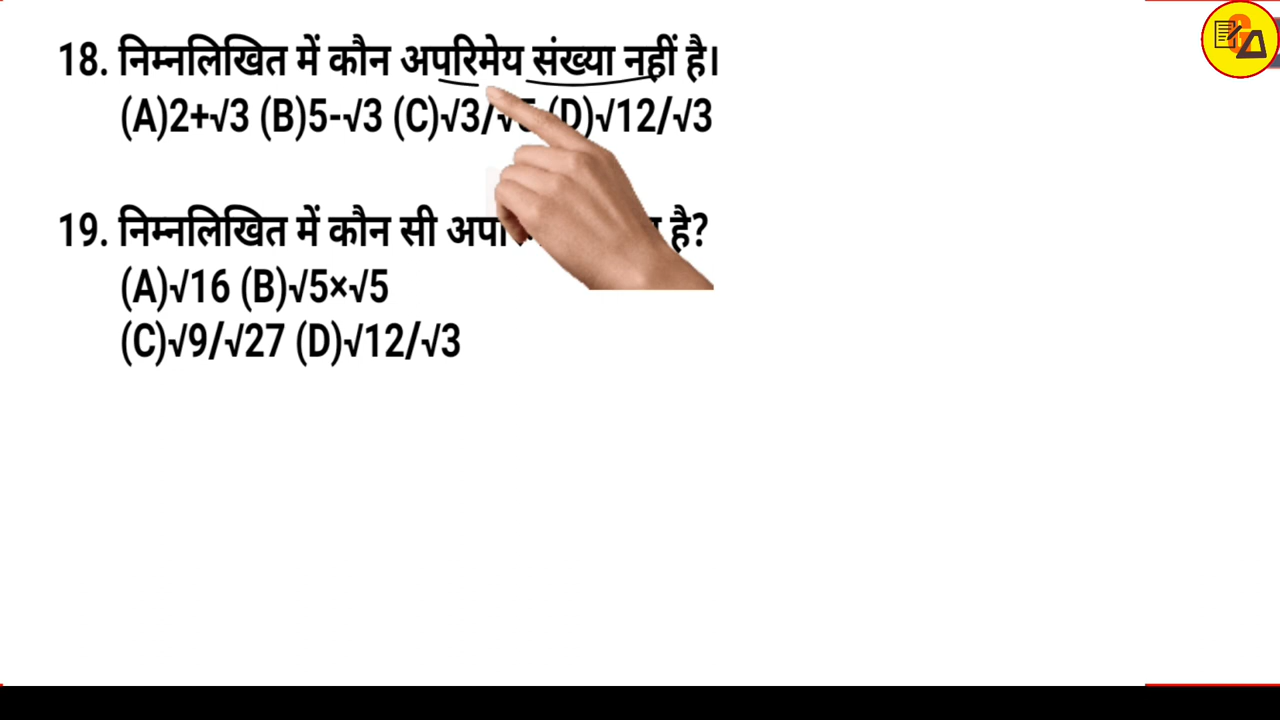 18. निम्नलिखित में कौन अपरिमेय संख्या नहीं है।
(A)2+√3 (B)5-√3 (C)√3/√5 (D)√12/√3
19. निम्नलिखित में कौन सी है?
(A)√16 (B)√5×√5
(C)√9/√27 (D)√12/√3